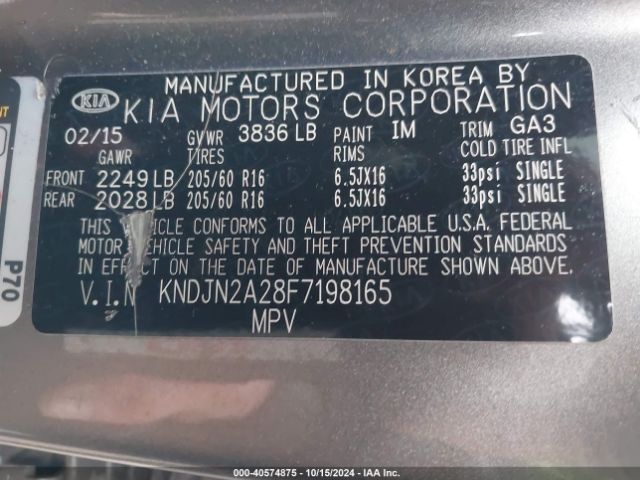 MANUFACTURED IN KOREA BY
KIA KIA MOTORS CORPORATION
02/15 GVWR 3836 LB PAINT IM TRIM GA3
GAWR TIRES RIMS COLD TIRE INFL
FRONT 2249 LB 205/60 R16 6.5JX16 33psi SINGLE
REAR 2028 LB 205/60 R16 6.5JX16 33psi SINGLE
THIS VEHICLE CONFORMS TO ALL APPLICABLE U.S.A. FEDERAL
MOTOR VEHICLE SAFETY AND THEFT PREVENTION STANDARDS
IN EFFECT ON THE DATE OF MANUFACTURE SHOWN ABOVE.
V.I.N KNDJN2A28F7198165
MPV
P70
000-40574875 - 10/15/2024 - IAA Inc.